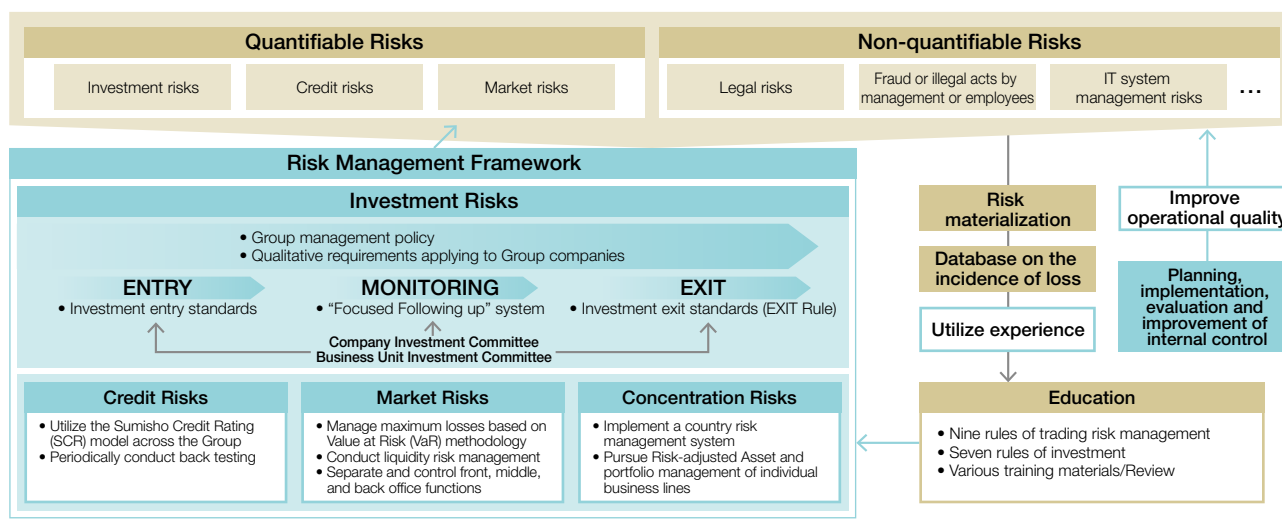 Quantifiable Risks
Investment risks
Credit risks
Market risks
Non-quantifiable Risks
Legal risks
Fraud or illegal acts by
management or employees
IT system
management risks
...
Risk Management Framework
Investment Risks
• Group management policy
• Qualitative requirements applying to Group companies
ENTRY
• Investment entry standards
MONITORING
• “Focused Following up” system
EXIT
• Investment exit standards (EXIT Rule)
Company Investment Committee
Business Unit Investment Committee
Credit Risks
• Utilize the Sumisho Credit Rating
(SCR) model across the Group
• Periodically conduct back testing
Market Risks
• Manage maximum losses based on
Value at Risk (VaR) methodology
• Conduct liquidity risk management
• Separate and control front, middle,
and back office functions
Concentration Risks
• Implement a country risk
management system
• Pursue Risk-adjusted Asset and
portfolio management of individual
business lines
Risk
materialization
Database on the
incidence of loss
Utilize experience
Improve
operational quality
Planning,
implementation,
evaluation and
improvement of
internal control
Education
• Nine rules of trading risk management
• Seven rules of investment
• Various training materials/Review